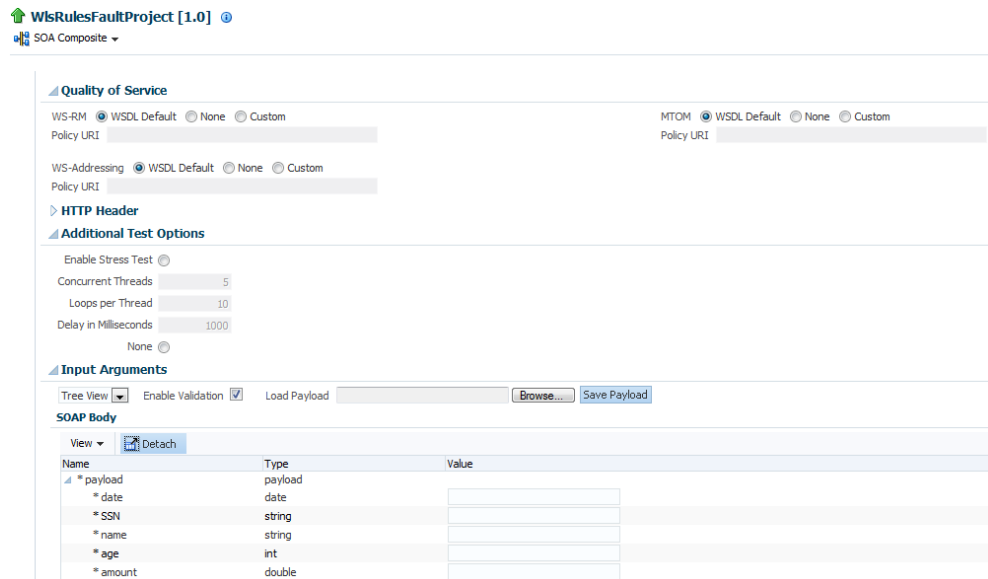 WlsRulesFaultProject [1.0]
SOA Composite
Quality of Service
WS-RM WSDL Default None Custom MTOM WSDL Default None Custom
Policy URI Policy URI
WS-Addressing WSDL Default None Custom
Policy URI
HTTP Header
Additional Test Options
Enable Stress Test
Concurrent Threads 5
Loops per Thread 10
Delay in Milliseconds 1000
None
Input Arguments
Tree View Enable Validation Load Payload Browse... Save Payload
SOAP Body
View Detach
Name Type Value
* payload payload
* date date
* SSN string
* name string
* age int
* amount double